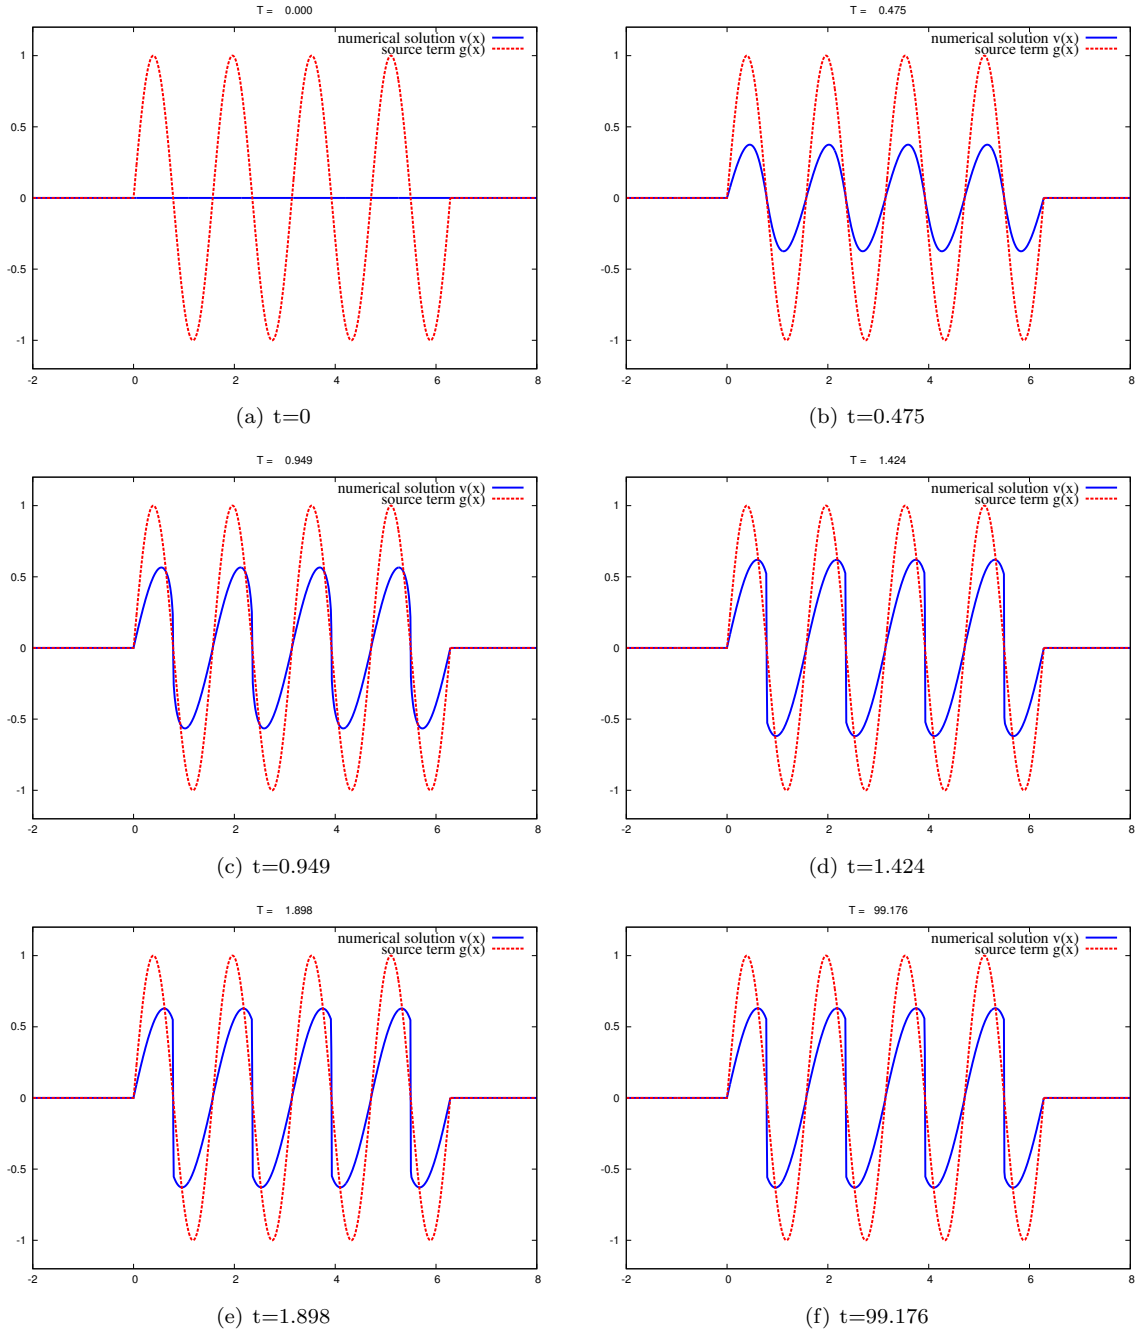 T = 0.000
numerical solution v(x)
source term g(x)
1
0.5
0
-0.5
-1
-2 0 2 4 6 8
(a) t=0
T = 0.475
numerical solution v(x)
source term g(x)
1
0.5
0
-0.5
-1
-2 0 2 4 6 8
(b) t=0.475
T = 0.949
numerical solution v(x)
source term g(x)
1
0.5
0
-0.5
-1
-2 0 2 4 6 8
(c) t=0.949
T = 1.424
numerical solution v(x)
source term g(x)
1
0.5
0
-0.5
-1
-2 0 2 4 6 8
(d) t=1.424
T = 1.898
numerical solution v(x)
source term g(x)
1
0.5
0
-0.5
-1
-2 0 2 4 6 8
(e) t=1.898
T = 99.176
numerical solution v(x)
source term g(x)
1
0.5
0
-0.5
-1
-2 0 2 4 6 8
(f) t=99.176